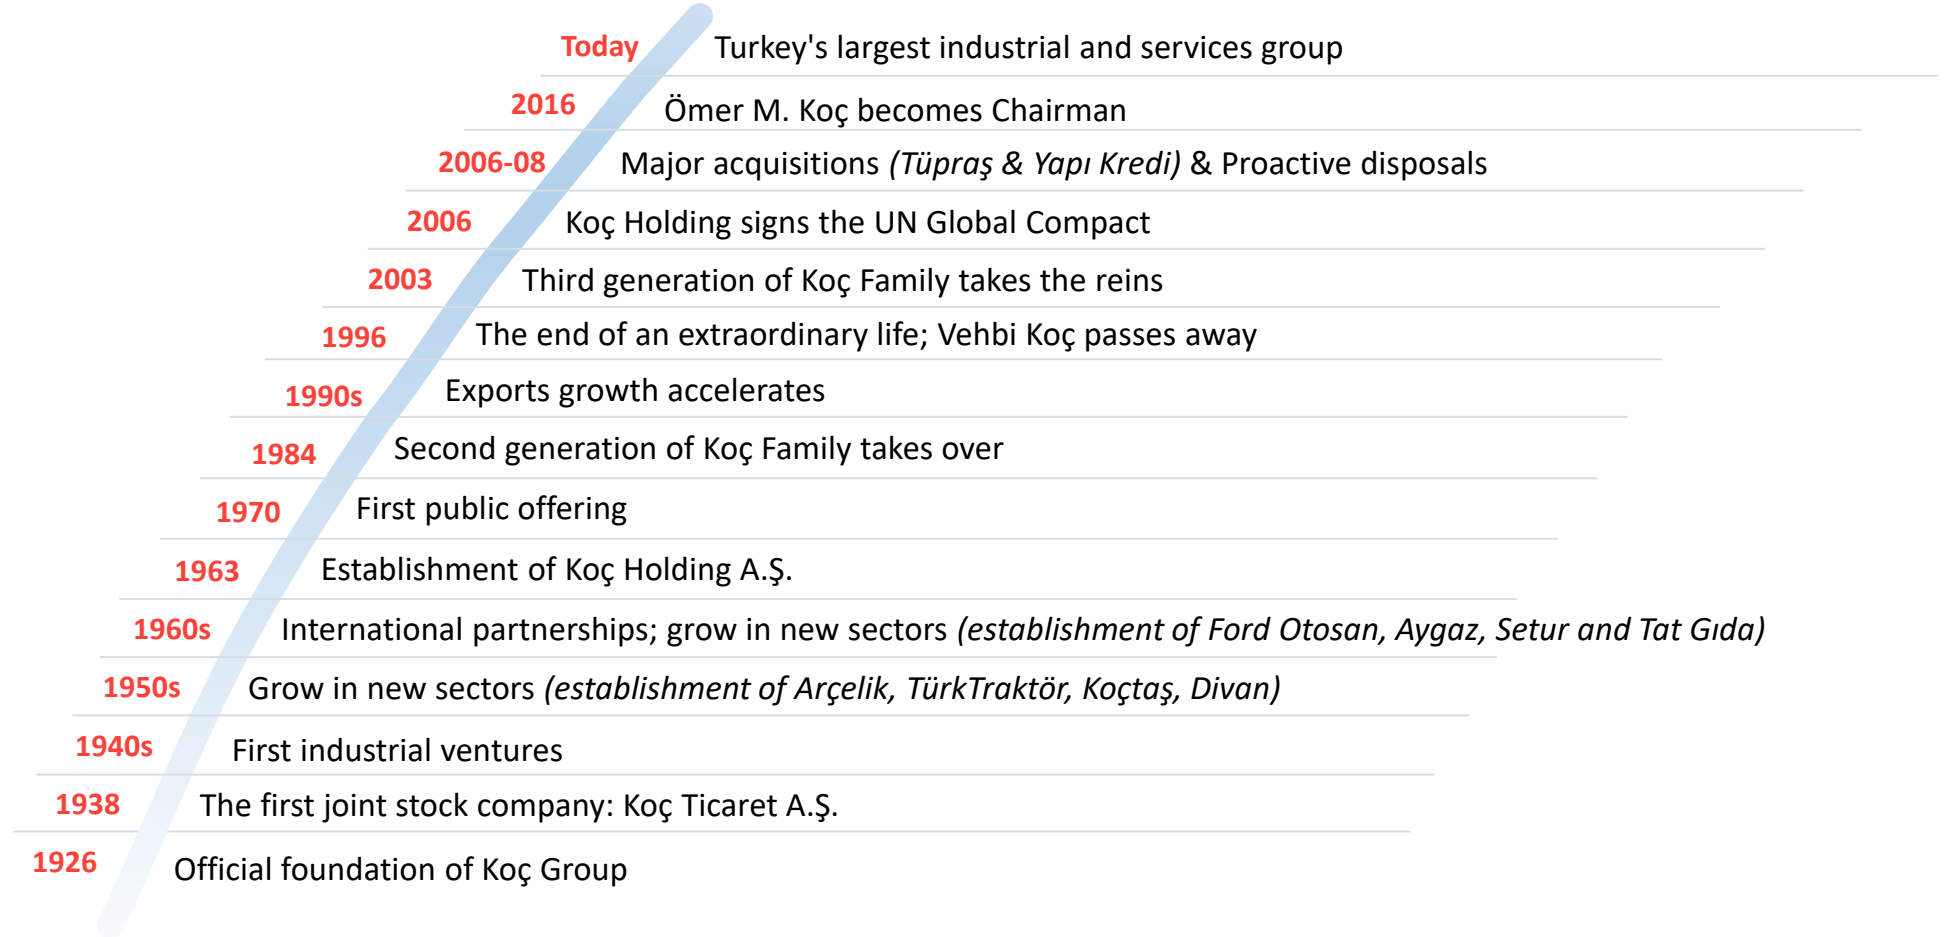 Today Turkey's largest industrial and services group
2016 Ömer M. Koç becomes Chairman
2006-08 Major acquisitions (Tüpraş & Yapı Kredi) & Proactive disposals
2006 Koç Holding signs the UN Global Compact
2003 Third generation of Koç Family takes the reins
1996 The end of an extraordinary life; Vehbi Koç passes away
1990s Exports growth accelerates
1984 Second generation of Koç Family takes over
1970 First public offering
1963 Establishment of Koç Holding A.Ş.
1960s International partnerships; grow in new sectors (establishment of Ford Otosan, Aygaz, Setur and Tat Gıda)
1950s Grow in new sectors (establishment of Arçelik, TürkTraktör, Koçtaş, Divan)
1940s First industrial ventures
1938 The first joint stock company: Koç Ticaret A.Ş.
1926 Official foundation of Koç Group